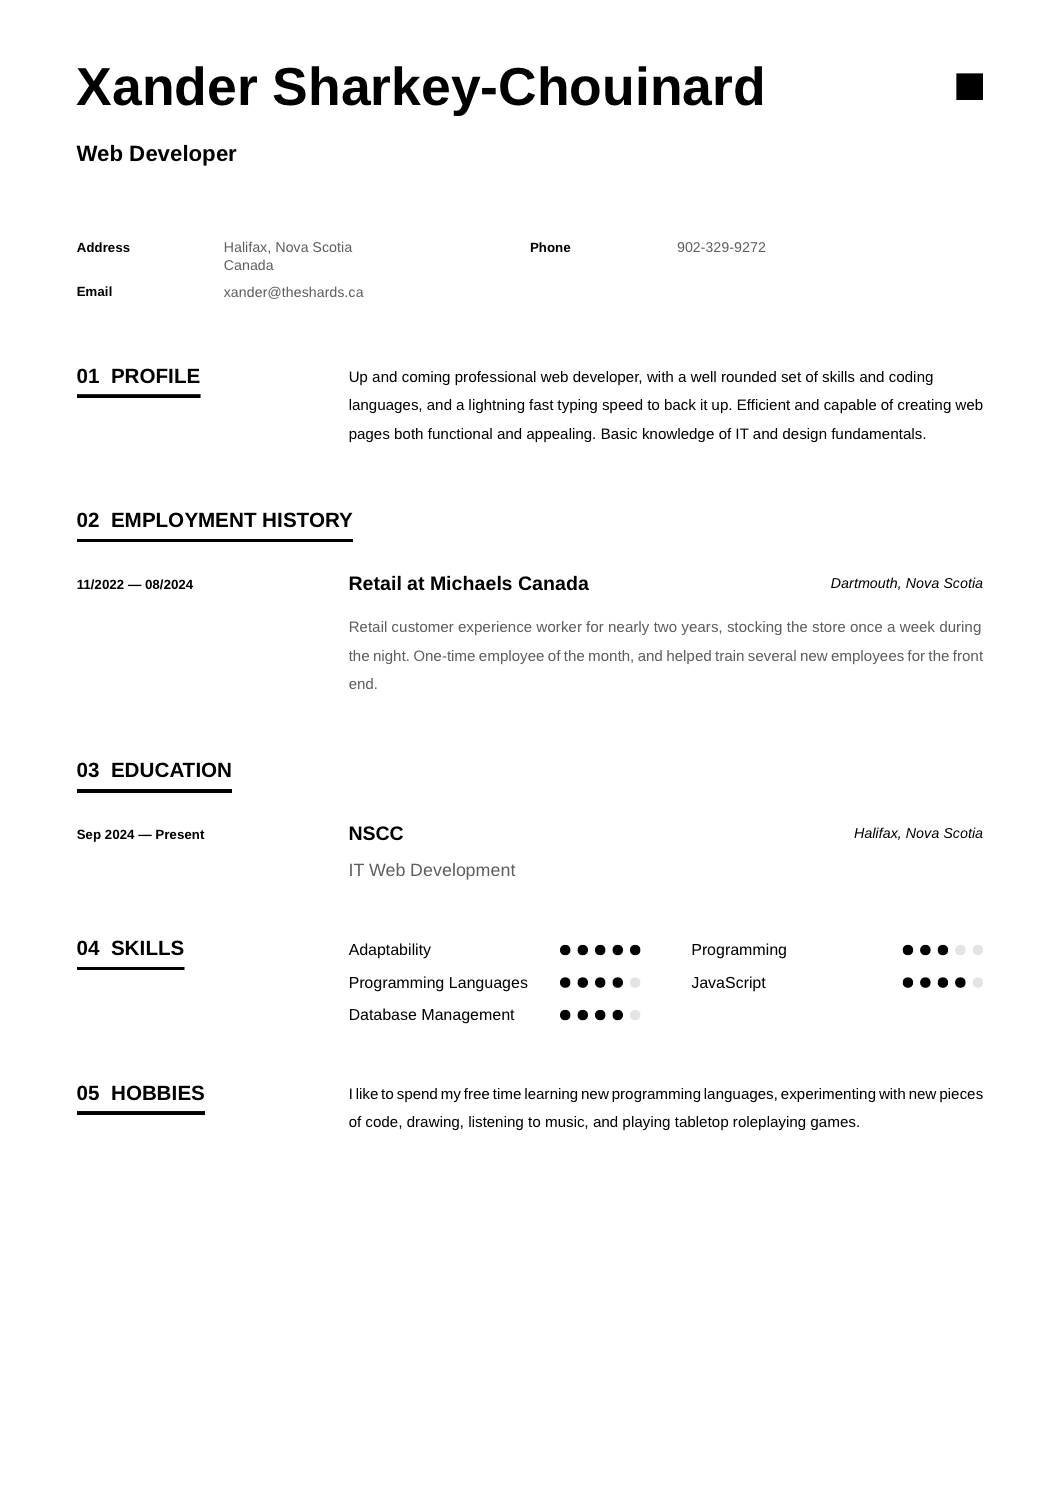 Xander Sharkey-Chouinard
Web Developer
Address
Halifax, Nova Scotia
Canada
Phone
902-329-9272
Email
xander@theshards.ca
01 PROFILE
Up and coming professional web developer, with a well rounded set of skills and coding
languages, and a lightning fast typing speed to back it up. Efficient and capable of creating web
pages both functional and appealing. Basic knowledge of IT and design fundamentals.
02 EMPLOYMENT HISTORY
11/2022 — 08/2024
Retail at Michaels Canada
Dartmouth, Nova Scotia
Retail customer experience worker for nearly two years, stocking the store once a week during
the night. One-time employee of the month, and helped train several new employees for the front
end.
03 EDUCATION
Sep 2024 — Present
NSCC
Halifax, Nova Scotia
IT Web Development
04 SKILLS
Adaptability
Programming
Programming Languages
JavaScript
Database Management
05 HOBBIES
I like to spend my free time learning new programming languages, experimenting with new pieces
of code, drawing, listening to music, and playing tabletop roleplaying games.